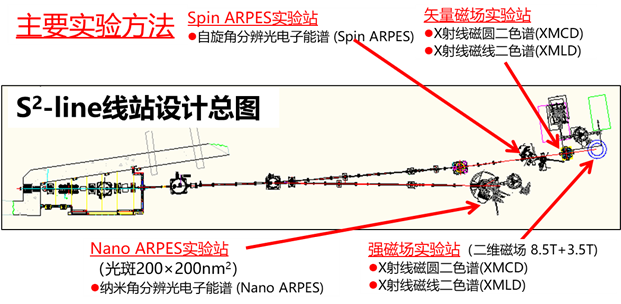 主要实验方法
Spin ARPES实验站
●自旋角分辨光电子能谱 (Spin ARPES)
矢量磁场实验站
●X射线磁圆二色谱(XMCD)
●X射线磁线二色谱(XMLD)
S²-line线站设计总图
Nano ARPES实验站
(光斑200×200nm²)
●纳米角分辨光电子能谱 (Nano ARPES)
强磁场实验站 (二维磁场 8.5T+3.5T)
●X射线磁圆二色谱(XMCD)
●X射线磁线二色谱(XMLD)